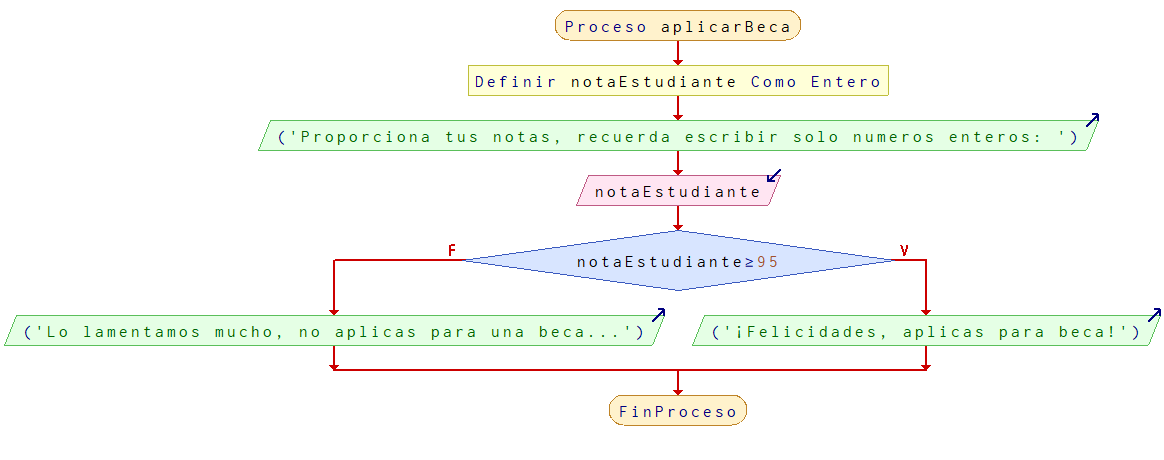 Proceso aplicarBeca
Definir notaEstudiante Como Entero
('Proporciona tus notas, recuerda escribir solo numeros enteros: ')
notaEstudiante
F
V
notaEstudiante≥95
('Lo lamentamos mucho, no aplicas para una beca...')
('¡Felicidades, aplicas para beca!')
FinProceso